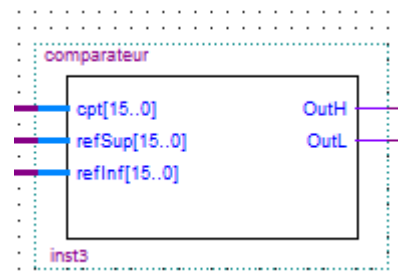 comparateur
cpt[15..0] OutH
refSup[15..0] OutL
refInf[15..0]
inst3